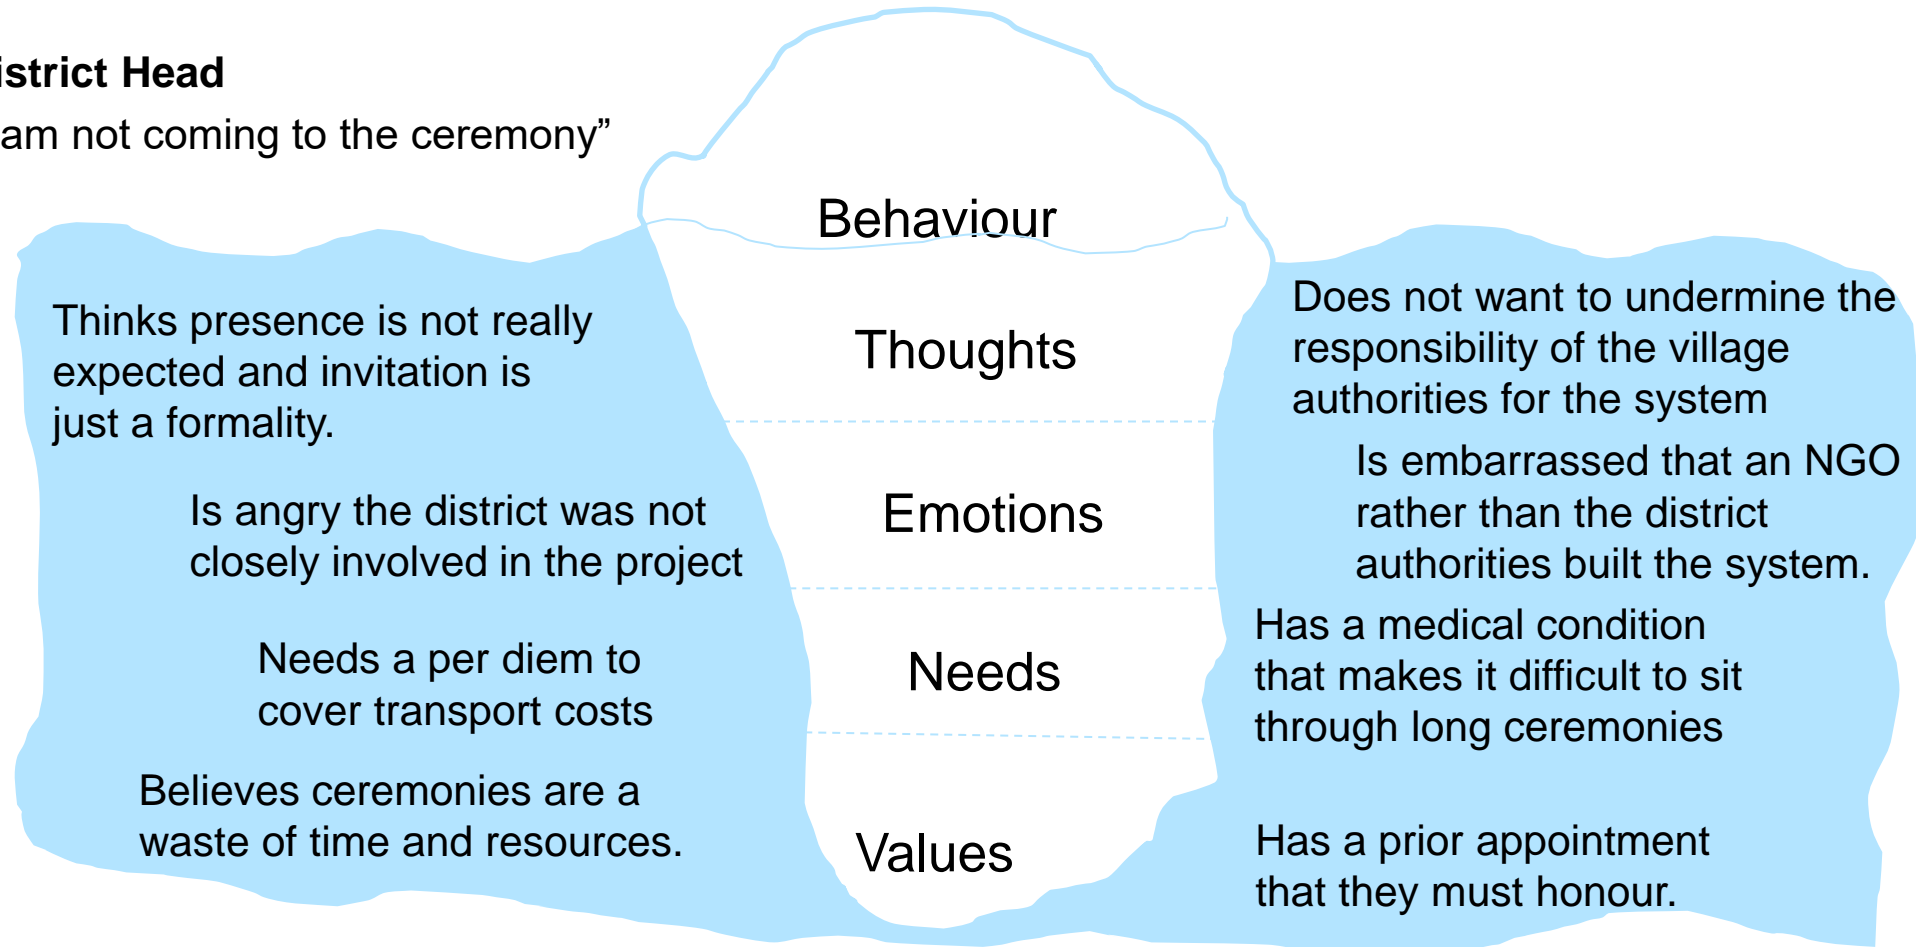 istrict Head
am not coming to the ceremony”
Behaviour
Thinks presence is not really
expected and invitation is
just a formality.
Thoughts
Does not want to undermine the
responsibility of the village
authorities for the system
Is angry the district was not
closely involved in the project
Emotions
Is embarrassed that an NGO
rather than the district
authorities built the system.
Needs a per diem to
cover transport costs
Needs
Has a medical condition
that makes it difficult to sit
through long ceremonies
Believes ceremonies are a
waste of time and resources.
Values
Has a prior appointment
that they must honour.